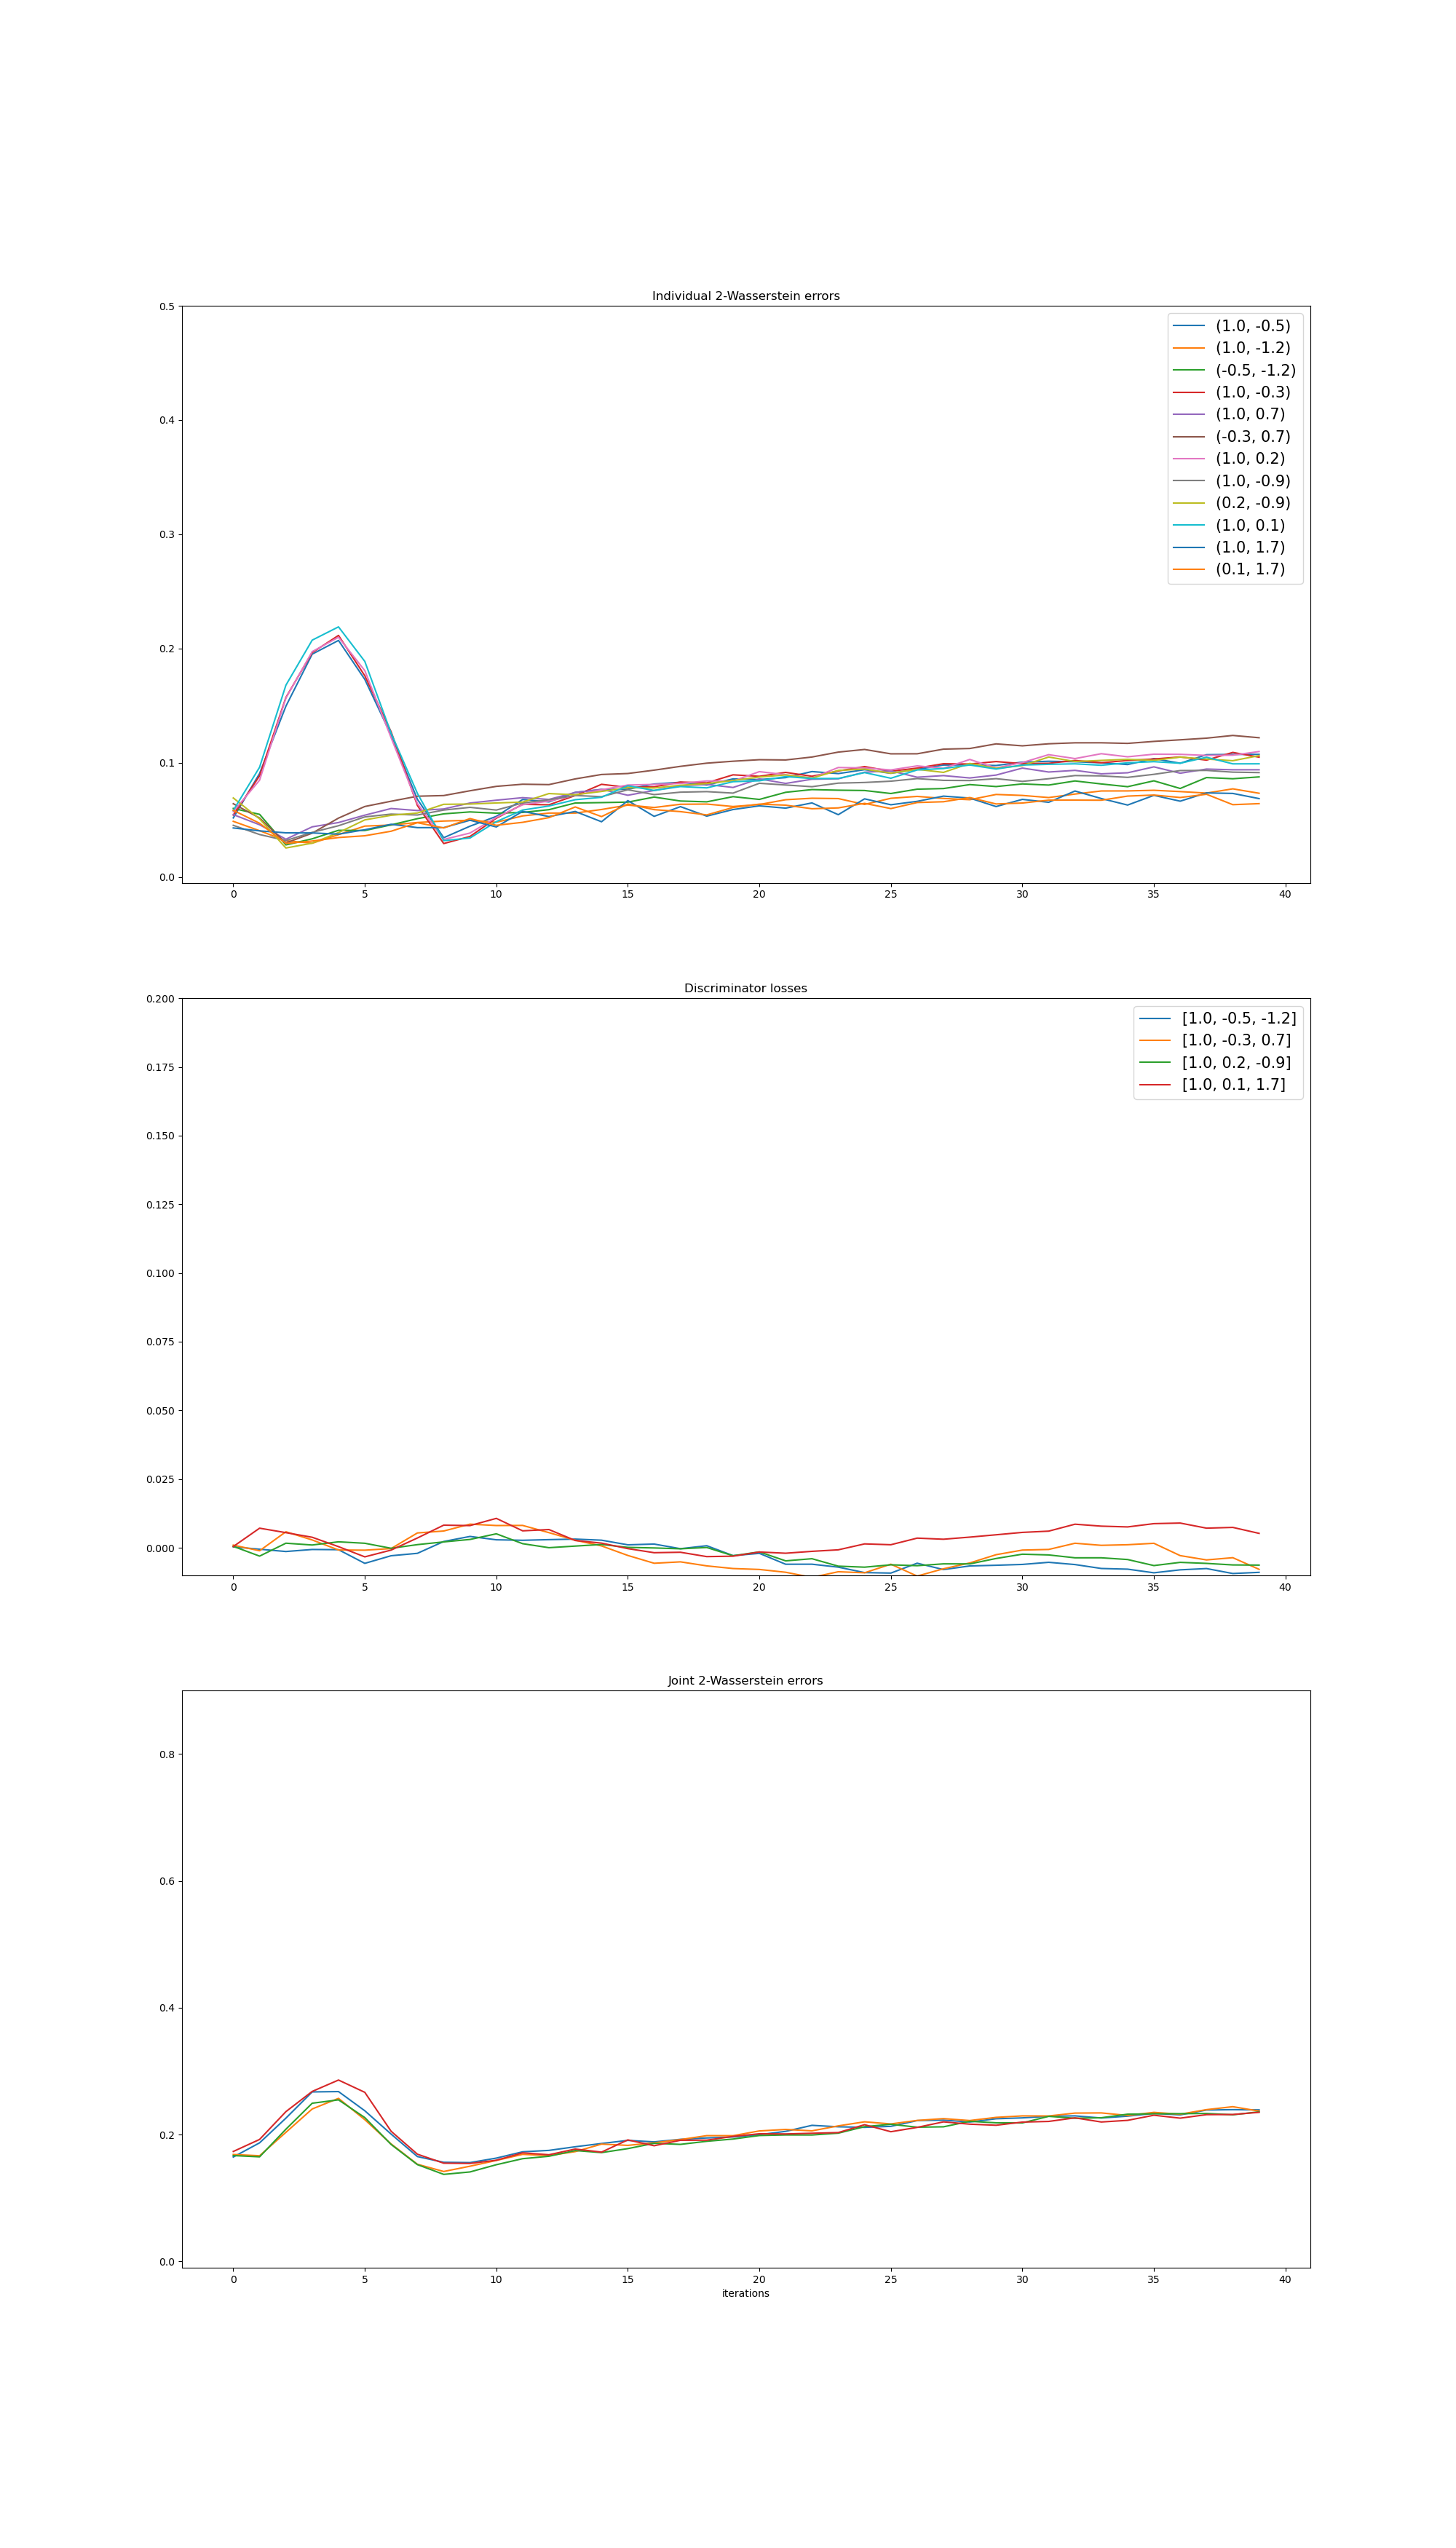 Individual 2-Wasserstein errors
0.5
0.4
0.3
0.2
0.1
0.0
(1.0, -0.5)
(1.0, -1.2)
(-0.5, -1.2)
(1.0, -0.3)
(1.0, 0.7)
(-0.3, 0.7)
(1.0, 0.2)
(1.0, -0.9)
(0.2, -0.9)
(1.0, 0.1)
(1.0, 1.7)
(0.1, 1.7)
0 5 10 15 20 25 30 35 40
Discriminator losses
0.200
0.175
0.150
0.125
0.100
0.075
0.050
0.025
0.000
[1.0, -0.5, -1.2]
[1.0, -0.3, 0.7]
[1.0, 0.2, -0.9]
[1.0, 0.1, 1.7]
0 5 10 15 20 25 30 35 40
Joint 2-Wasserstein errors
0.8
0.6
0.4
0.2
0.0
0 5 10 15 20 25 30 35 40
iterations